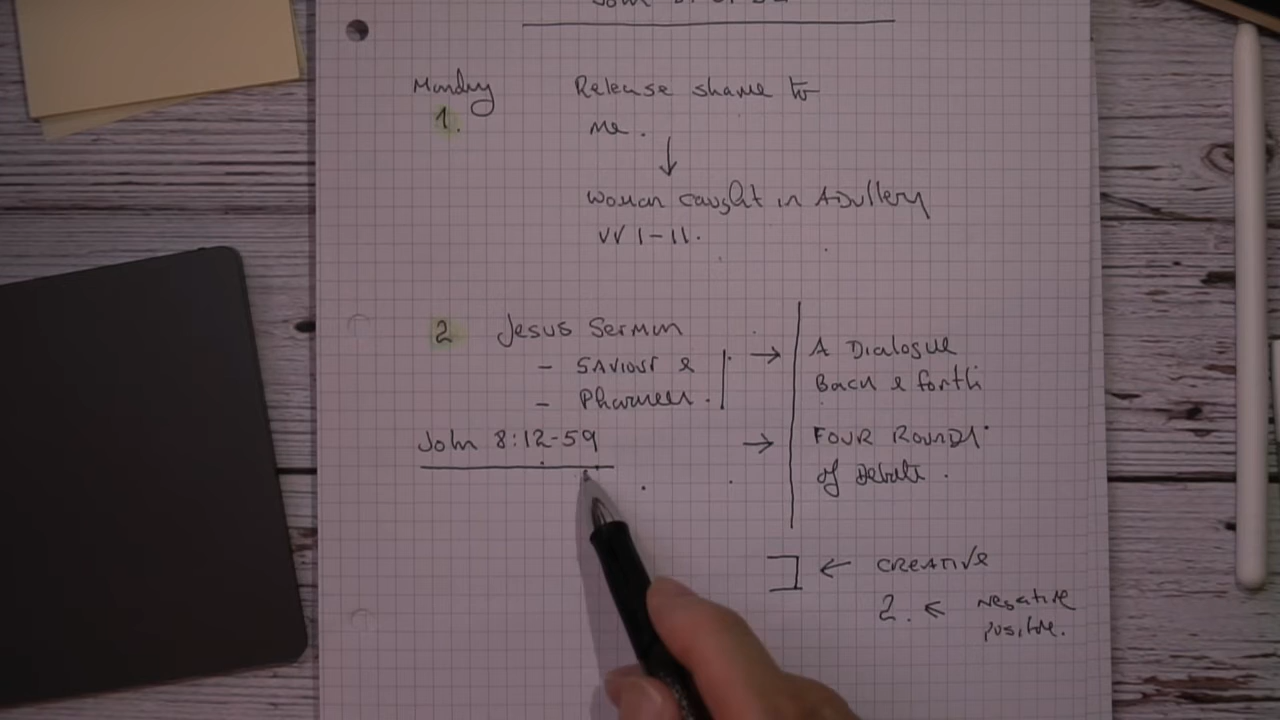 John
Monday
1.
Release shame to
me.
↓
Woman caught in Adultery
VV 1-11.
2 Jesus Sermon
- Saviour &
- Pharisees.
→ A Dialogue
Back & forth
John 8:12-59
→ Four Rounds
of Debate.
← Creative
2. ← Negative
positive.